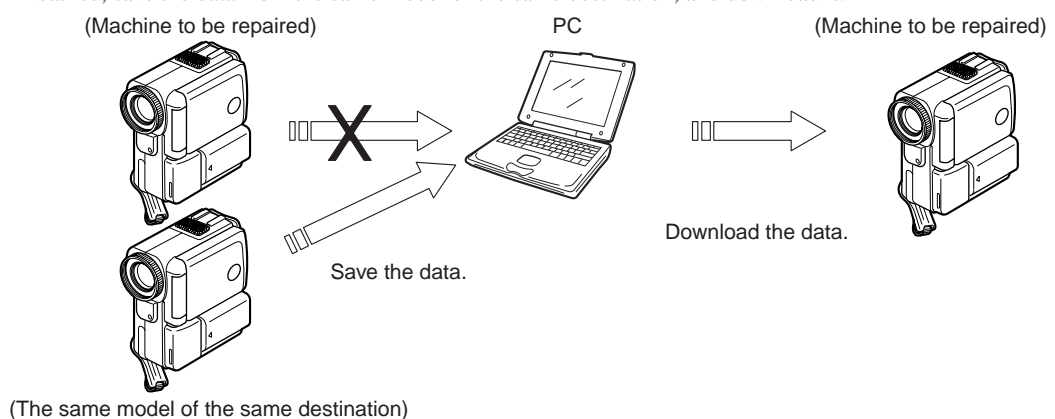 (Machine to be repaired) PC (Machine to be repaired)
X
Download the data.
Save the data.
(The same model of the same destination)